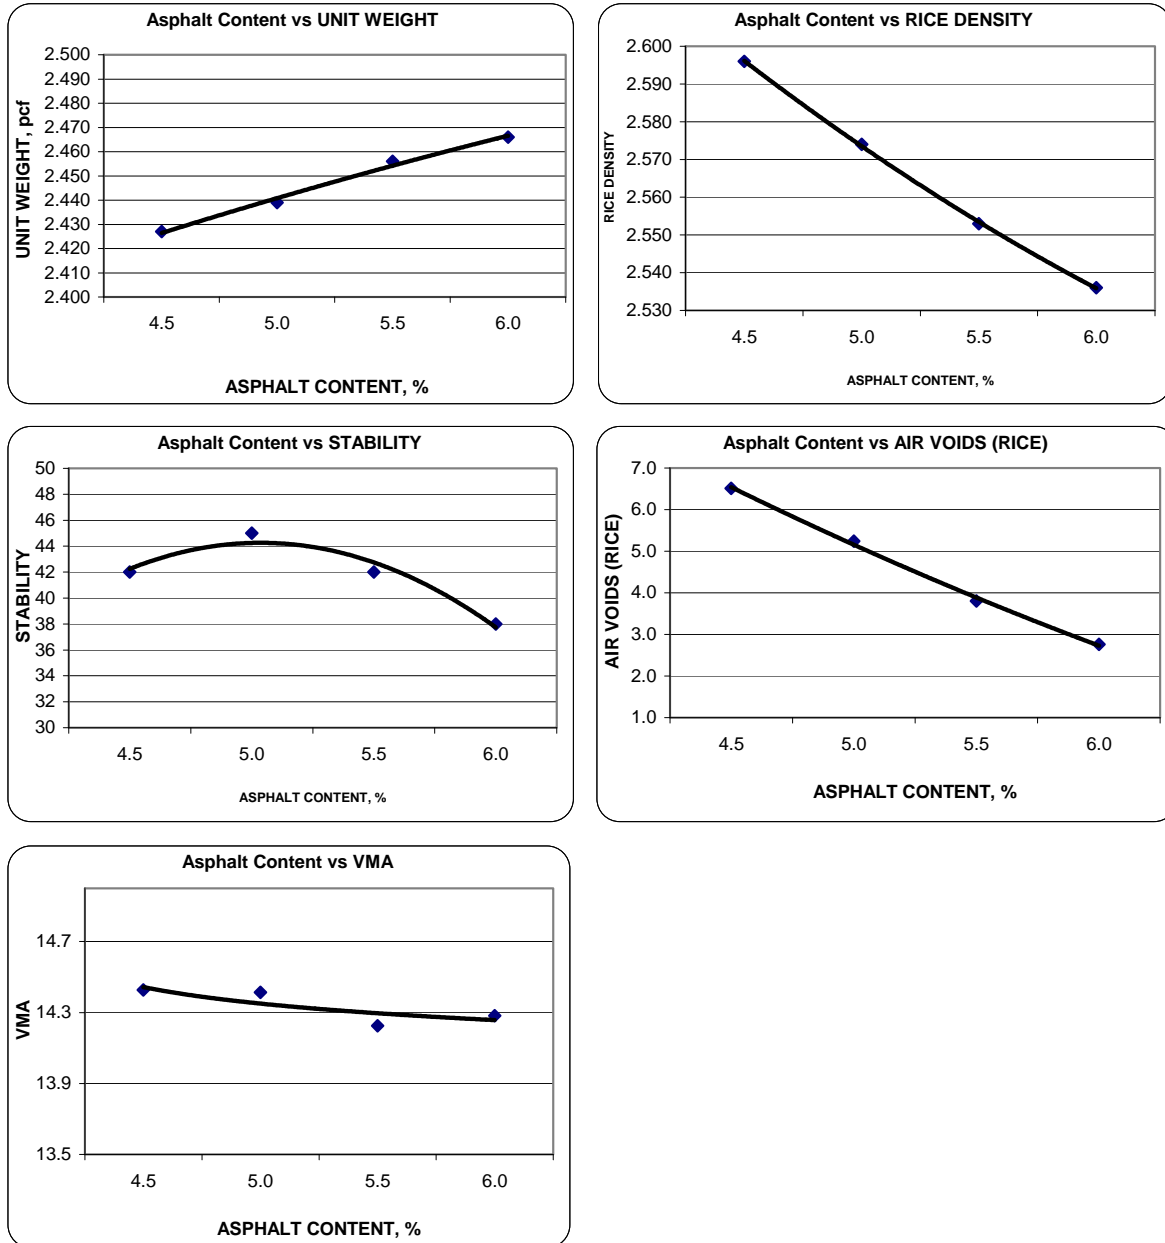 Asphalt Content vs UNIT WEIGHT
UNIT WEIGHT, pcf
2.500
2.490
2.480
2.470
2.460
2.450
2.440
2.430
2.420
2.410
2.400
4.5 5.0 5.5 6.0
ASPHALT CONTENT, %
Asphalt Content vs RICE DENSITY
RICE DENSITY
2.600
2.590
2.580
2.570
2.560
2.550
2.540
2.530
4.5 5.0 5.5 6.0
ASPHALT CONTENT, %
Asphalt Content vs STABILITY
STABILITY
50
48
46
44
42
40
38
36
34
32
30
4.5 5.0 5.5 6.0
ASPHALT CONTENT, %
Asphalt Content vs AIR VOIDS (RICE)
AIR VOIDS (RICE)
7.0
6.0
5.0
4.0
3.0
2.0
1.0
4.5 5.0 5.5 6.0
ASPHALT CONTENT, %
Asphalt Content vs VMA
VMA
14.7
14.3
13.9
13.5
4.5 5.0 5.5 6.0
ASPHALT CONTENT, %